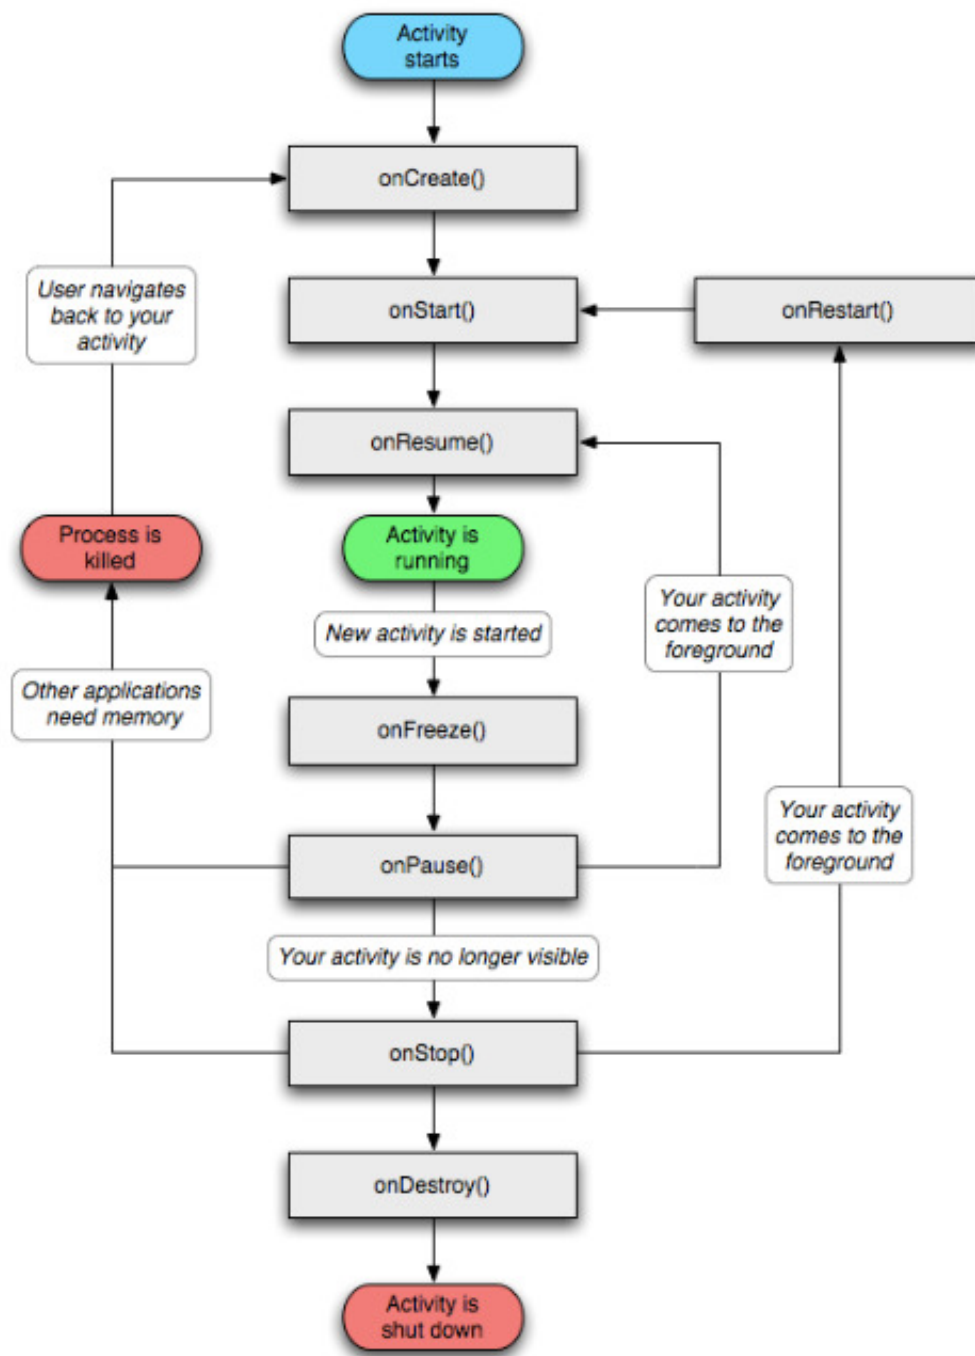 Activity
starts
onCreate()
User navigates
back to your
activity
onStart()
onRestart()
onResume()
Process is
killed
Activity is
running
New activity is started
Your activity
comes to the
foreground
Other applications
need memory
onFreeze()
Your activity
comes to the
foreground
onPause()
Your activity is no longer visible
onStop()
onDestroy()
Activity is
shut down